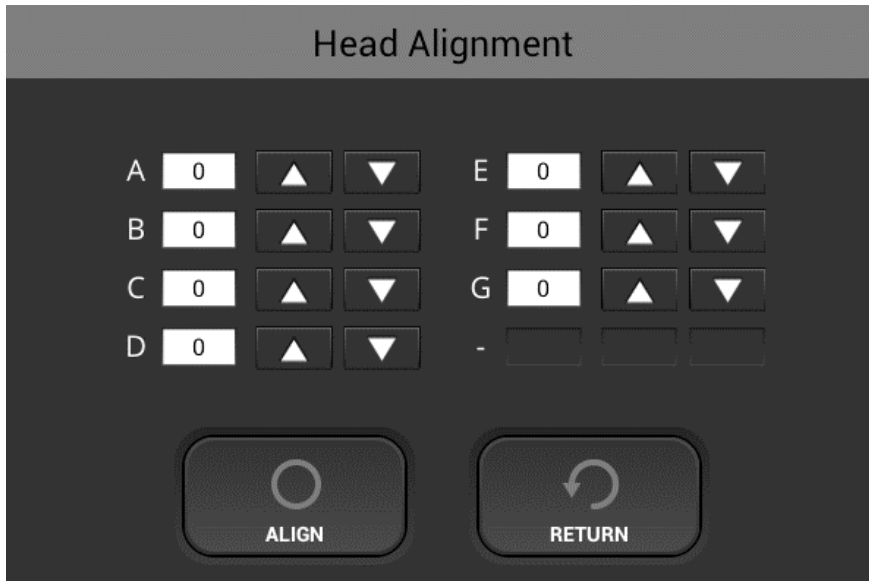 Head Alignment
A 0 E 0
B 0 F 0
C 0 G 0
D 0 -
ALIGN RETURN